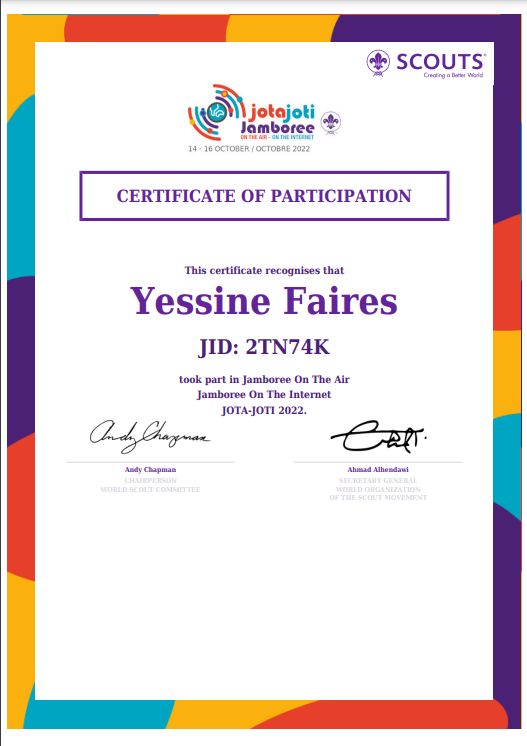 SCOUTS
Creating a Better World
jotajoti
Jamboree
ON THE AIR - ON THE INTERNET
14 - 16 OCTOBER / OCTOBRE 2022
CERTIFICATE OF PARTICIPATION
This certificate recognises that
Yessine Faires
JID: 2TN74K
took part in Jamboree On The Air
Jamboree On The Internet
JOTA-JOTI 2022.
Andy Chapman
Andy Chapman
CHAIRPERSON
WORLD SCOUT COMMITTEE
Ahmad Alhendawi
SECRETARY GENERAL
WORLD ORGANIZATION
OF THE SCOUT MOVEMENT